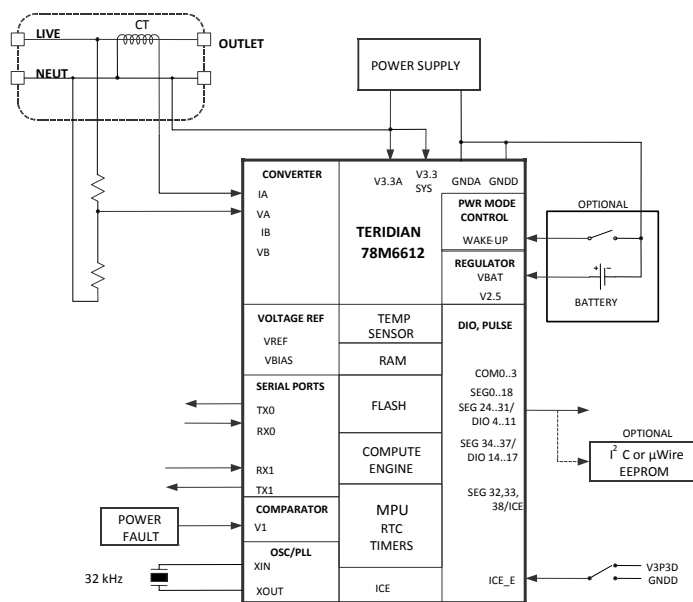 CT
LIVE
OUTLET
NEUT
POWER SUPPLY
CONVERTER
IA
VA
IB
VB
V3.3A
V3.3
SYS
GNDA
GNDD
TERIDIAN
78M6612
PWR MODE
CONTROL
WAKE-UP
REGULATOR
VBAT
V2.5
OPTIONAL
+ -
BATTERY
VOLTAGE REF
VREF
VBIAS
TEMP
SENSOR
RAM
DIO, PULSE
COM0..3
SEG0..18
SEG 24..31/
DIO 4..11
SEG 34..37/
DIO 14..17
SEG 32,33,
38/ICE
SERIAL PORTS
TX0
RX0
RX1
TX1
FLASH
COMPUTE
ENGINE
OPTIONAL
I² C or µWire
EEPROM
COMPARATOR
V1
POWER
FAULT
MPU
RTC
TIMERS
OSC/PLL
XIN
XOUT
32 kHz
ICE
ICE_E
V3P3D
GNDD